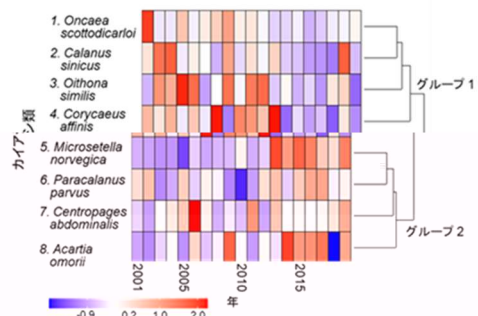 1. Oncaea
scottodicarloi
2. Calanus
sinicus
3. Oithona
similis
4. Corycaeus
affinis
5. Microsetella
norvegica
6. Paracalanus
parvus
7. Centropages
abdominalis
8. Acartia
omorii
カイアシ類
グループ 1
グループ 2
2001
2005
2010
2015
年
-0.9
0.2
1.0
2.0